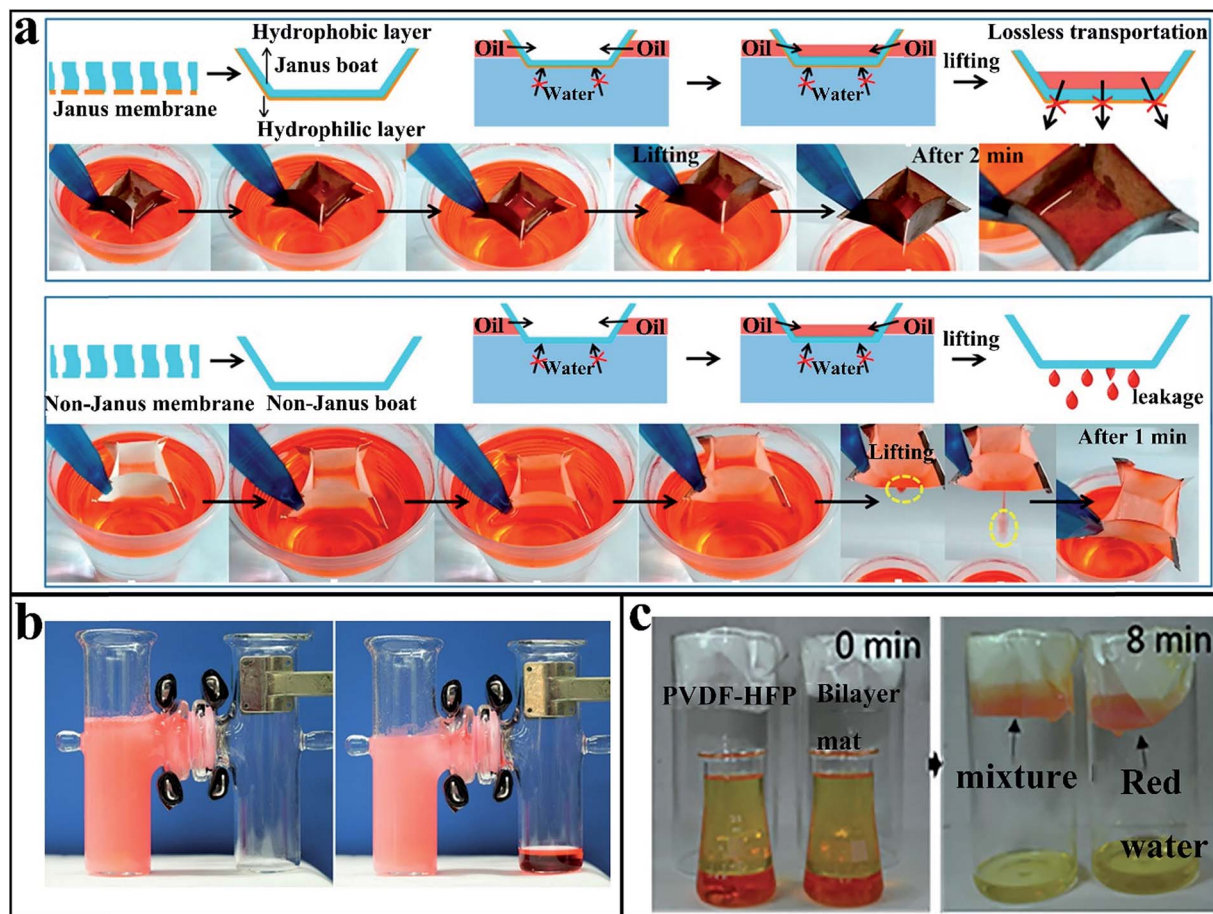 a
Hydrophobic layer
Janus boat
Janus membrane
Hydrophilic layer
Oil
Oil
Water
Oil
Oil
Water
lifting
Lossless transportation
Lifting
After 2 min
Non-Janus membrane
Non-Janus boat
Oil
Oil
Water
Oil
Oil
Water
lifting
leakage
Lifting
After 1 min
b
c
0 min
PVDF-HFP
Bilayer
mat
8 min
mixture
Red
water